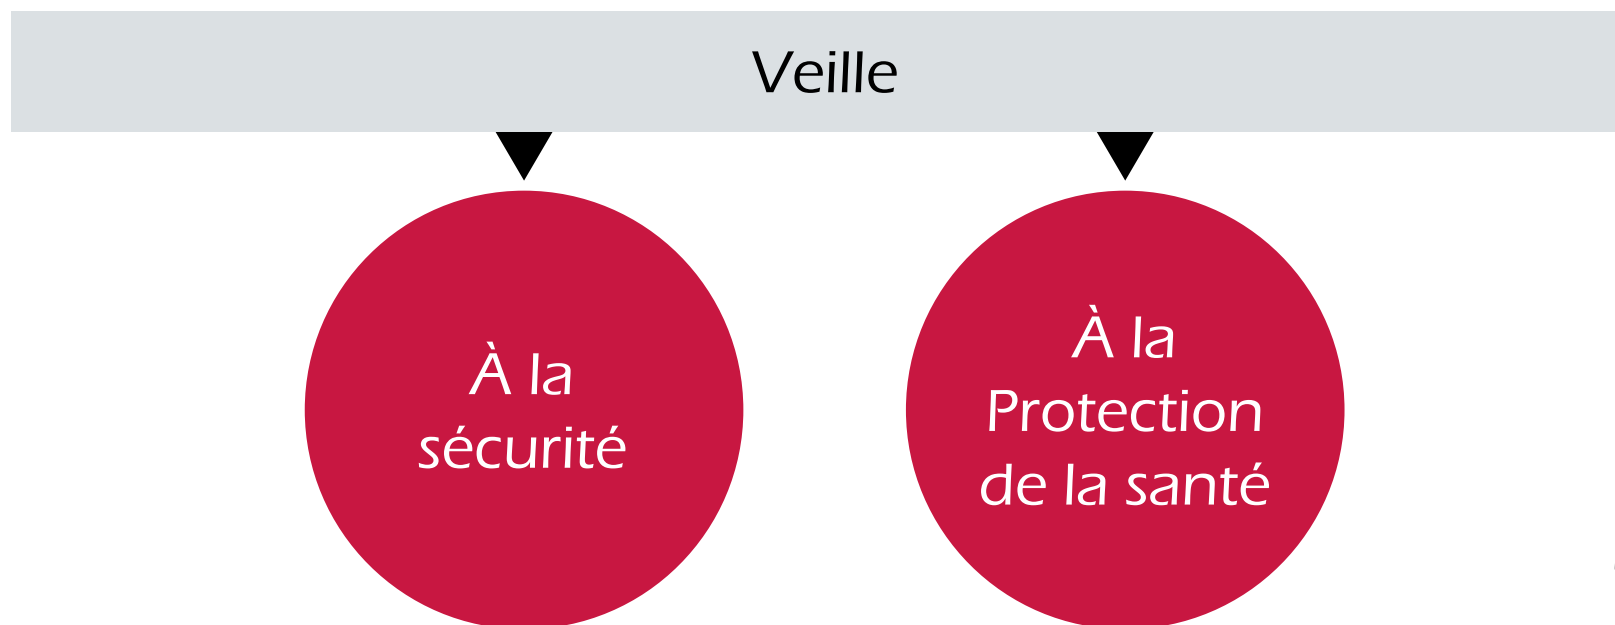 Veille
À la
sécurité
À la
Protection
de la santé